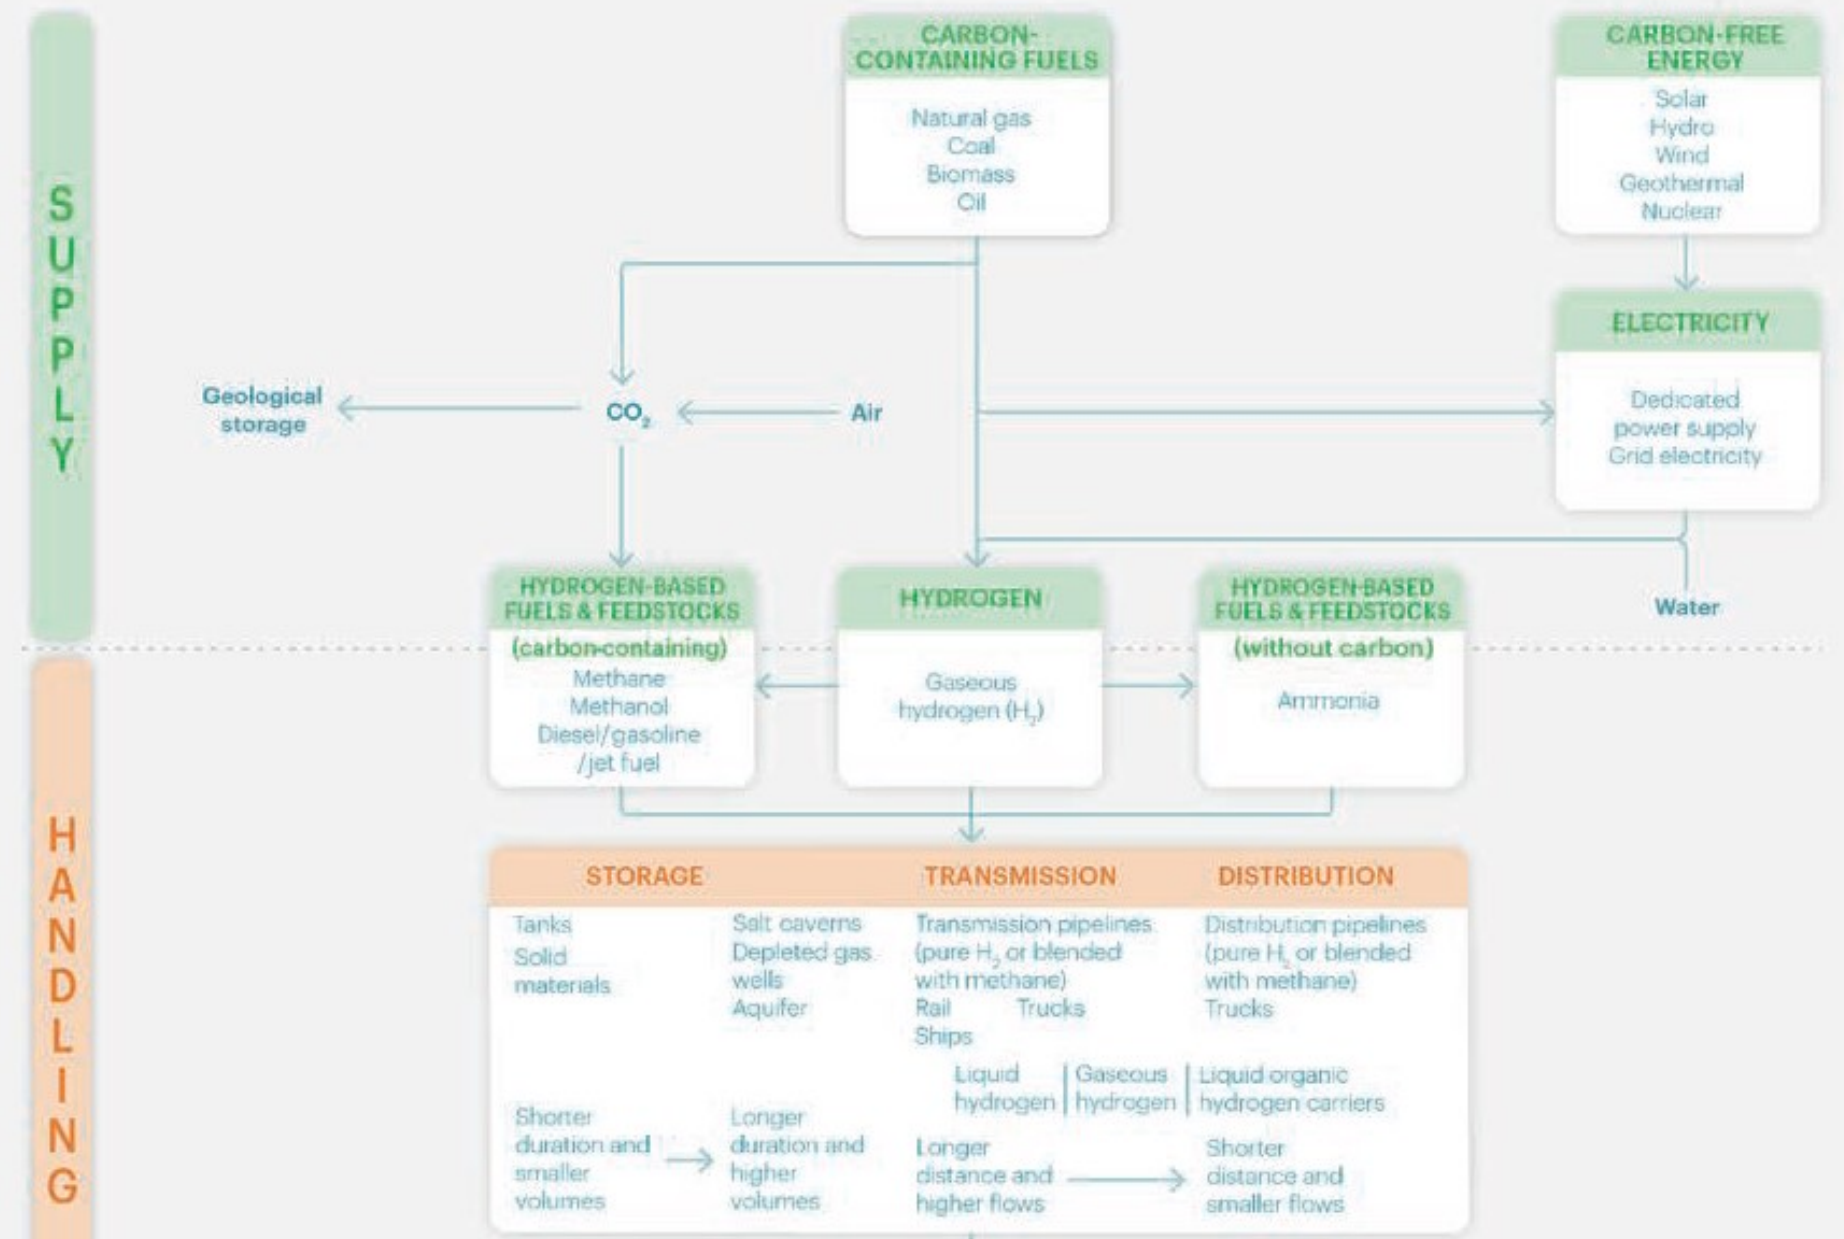 SUPPLY
CARBON-
CONTAINING FUELS
Natural gas
Coal
Biomass
Oil
CARBON-FREE
ENERGY
Solar
Hydro
Wind
Geothermal
Nuclear
ELECTRICITY
Dedicated
power supply
Grid electricity
Geological
storage
CO₂
Air
Water
HYDROGEN-BASED
FUELS & FEEDSTOCKS
(carbon-containing)
Methane
Methanol
Diesel/gasoline
/jet fuel
HYDROGEN
Gaseous
hydrogen (H₂)
HYDROGEN-BASED
FUELS & FEEDSTOCKS
(without carbon)
Ammonia
HANDLING
STORAGE
Tanks
Solid
materials
Salt caverns
Depleted gas
wells
Aquifer
Shorter
duration and
smaller
volumes
Longer
duration and
higher
volumes
TRANSMISSION
Transmission pipelines
(pure H₂ or blended
with methane)
Rail Trucks
Ships
DISTRIBUTION
Distribution pipelines
(pure H₂ or blended
with methane)
Trucks
Liquid
hydrogen
Gaseous
hydrogen
Liquid organic
hydrogen carriers
Longer
distance and
higher flows
Shorter
distance and
smaller flows